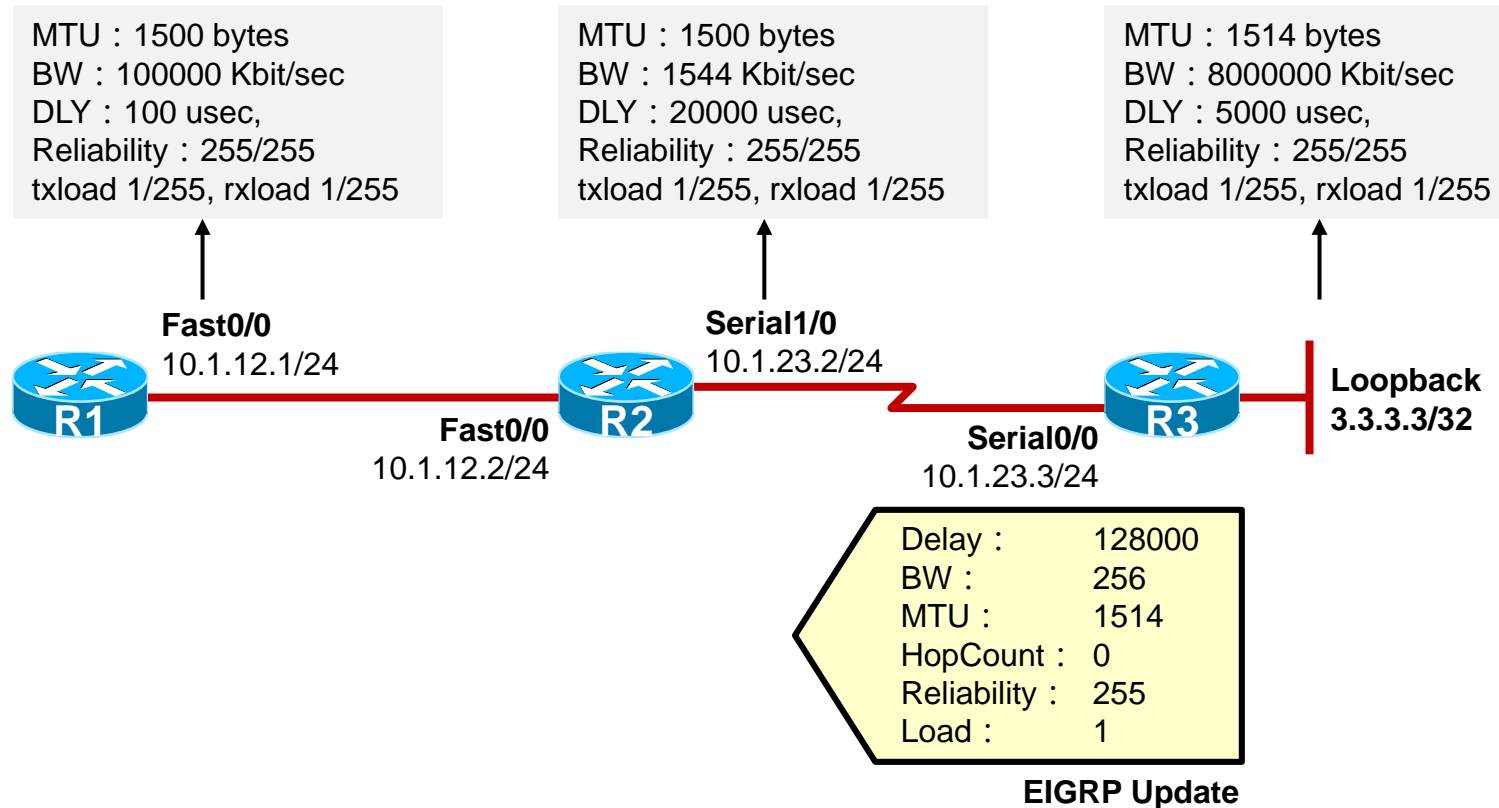 MTU : 1500 bytes
BW : 100000 Kbit/sec
DLY : 100 usec,
Reliability : 255/255
txload 1/255, rxload 1/255
MTU : 1500 bytes
BW : 1544 Kbit/sec
DLY : 20000 usec,
Reliability : 255/255
txload 1/255, rxload 1/255
MTU : 1514 bytes
BW : 8000000 Kbit/sec
DLY : 5000 usec,
Reliability : 255/255
txload 1/255, rxload 1/255
Fast0/0
10.1.12.1/24
Serial1/0
10.1.23.2/24
R1
R2
R3
Loopback
3.3.3.3/32
Fast0/0
10.1.12.2/24
Serial0/0
10.1.23.3/24
Delay : 128000
BW : 256
MTU : 1514
HopCount : 0
Reliability : 255
Load : 1
EIGRP Update